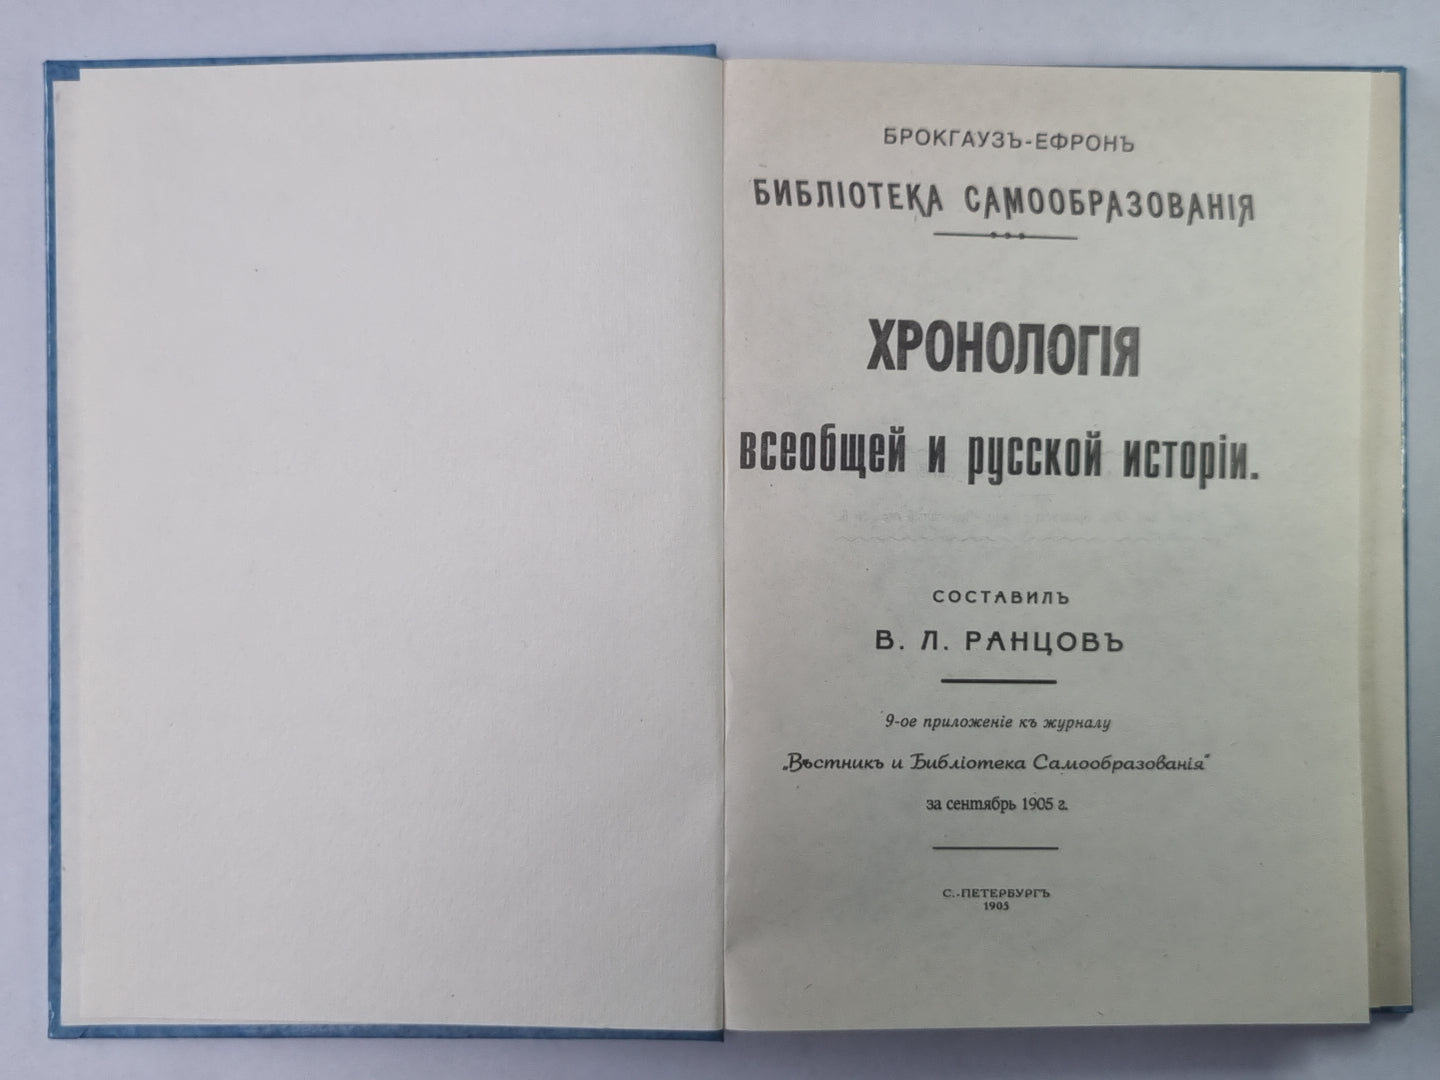 БРОКГАУЗЪ-ЕФРОНЪ
БИБЛІОТЕКА САМООБРАЗОВАНІЯ
ХРОНОЛОГІЯ
всеобщей и русской исторіи.
СОСТАВИЛЪ
В. Л. РАНЦОВЪ
9-ое приложеніе къ журналу
„Вѣстникъ и Библіотека Самообразованія"
за сентябрь 1905 г.
С.-ПЕТЕРБУРГЪ
1905